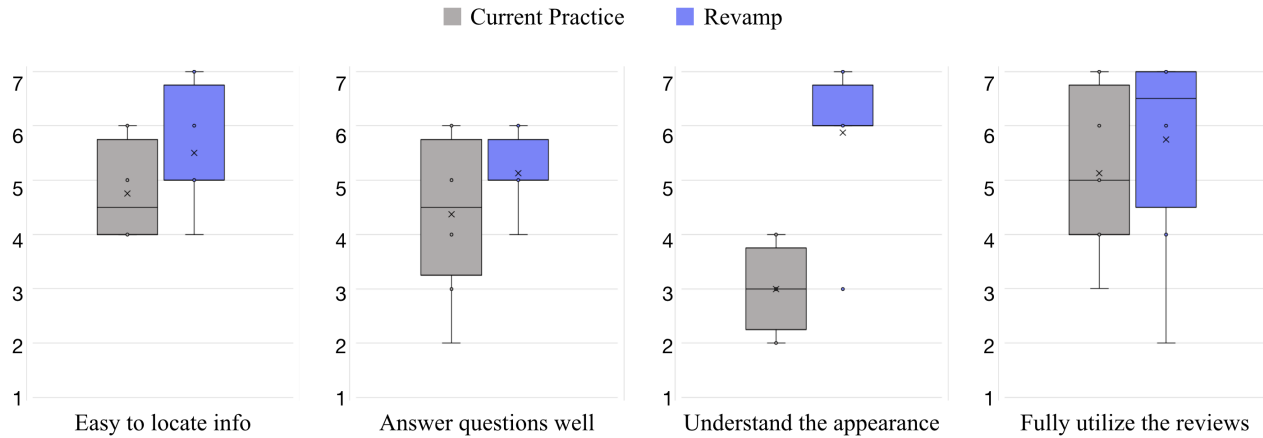 Current Practice Revamp
7 7 7 7
6 6 6 6
5 5 5 5
4 4 4 4
3 3 3 3
2 2 2 2
1 1 1 1
Easy to locate info Answer questions well Understand the appearance Fully utilize the reviews